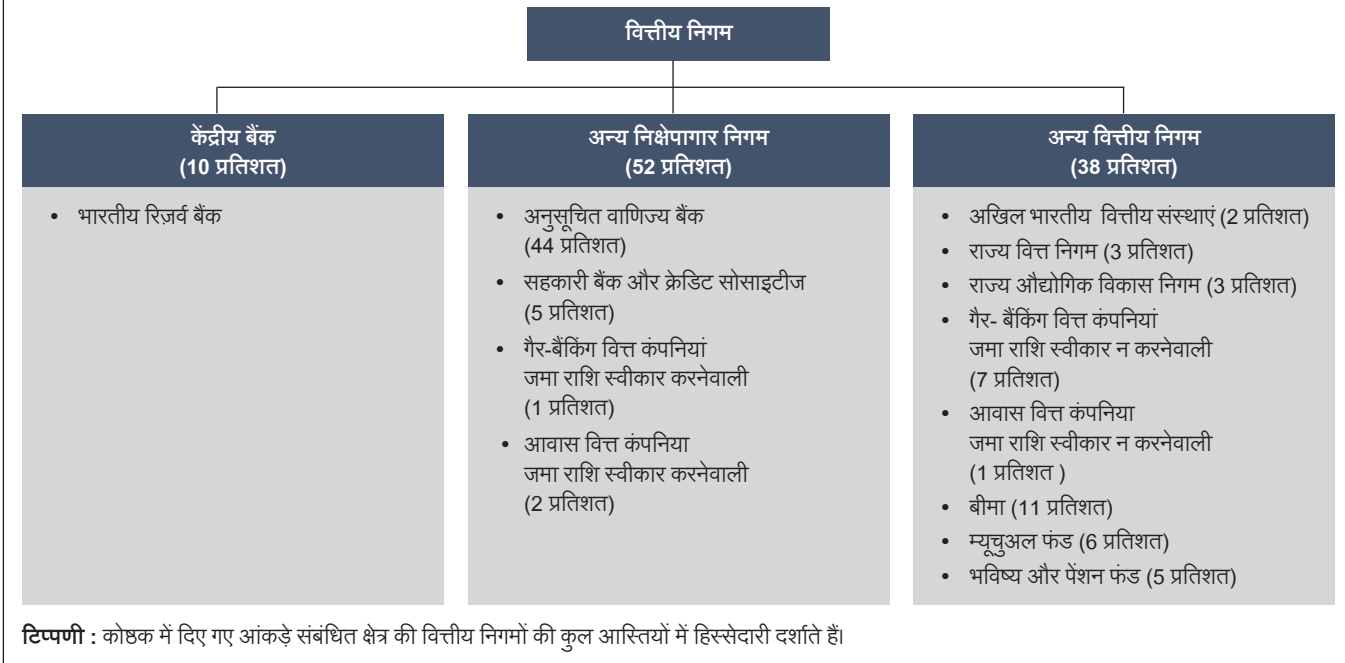 वित्तीय निगम
केंद्रीय बैंक
(10 प्रतिशत)
• भारतीय रिज़र्व बैंक
अन्य निक्षेपागार निगम
(52 प्रतिशत)
• अनुसूचित वाणिज्य बैंक
(44 प्रतिशत)
• सहकारी बैंक और क्रेडिट सोसाइटीज
(5 प्रतिशत)
• गैर-बैंकिंग वित्त कंपनियां
जमा राशि स्वीकार करनेवाली
(1 प्रतिशत)
• आवास वित्त कंपनिया
जमा राशि स्वीकार करनेवाली
(2 प्रतिशत)
अन्य वित्तीय निगम
(38 प्रतिशत)
• अखिल भारतीय वित्तीय संस्थाएं (2 प्रतिशत)
• राज्य वित्त निगम (3 प्रतिशत)
• राज्य औद्योगिक विकास निगम (3 प्रतिशत)
• गैर- बैंकिंग वित्त कंपनियां
जमा राशि स्वीकार न करनेवाली
(7 प्रतिशत)
• आवास वित्त कंपनिया
जमा राशि स्वीकार न करनेवाली
(1 प्रतिशत )
• बीमा (11 प्रतिशत)
• म्यूचुअल फंड (6 प्रतिशत)
• भविष्य और पेंशन फंड (5 प्रतिशत)
टिप्पणी : कोष्ठक में दिए गए आंकड़े संबंधित क्षेत्र की वित्तीय निगमों की कुल आस्तियों में हिस्सेदारी दर्शाते हैं।